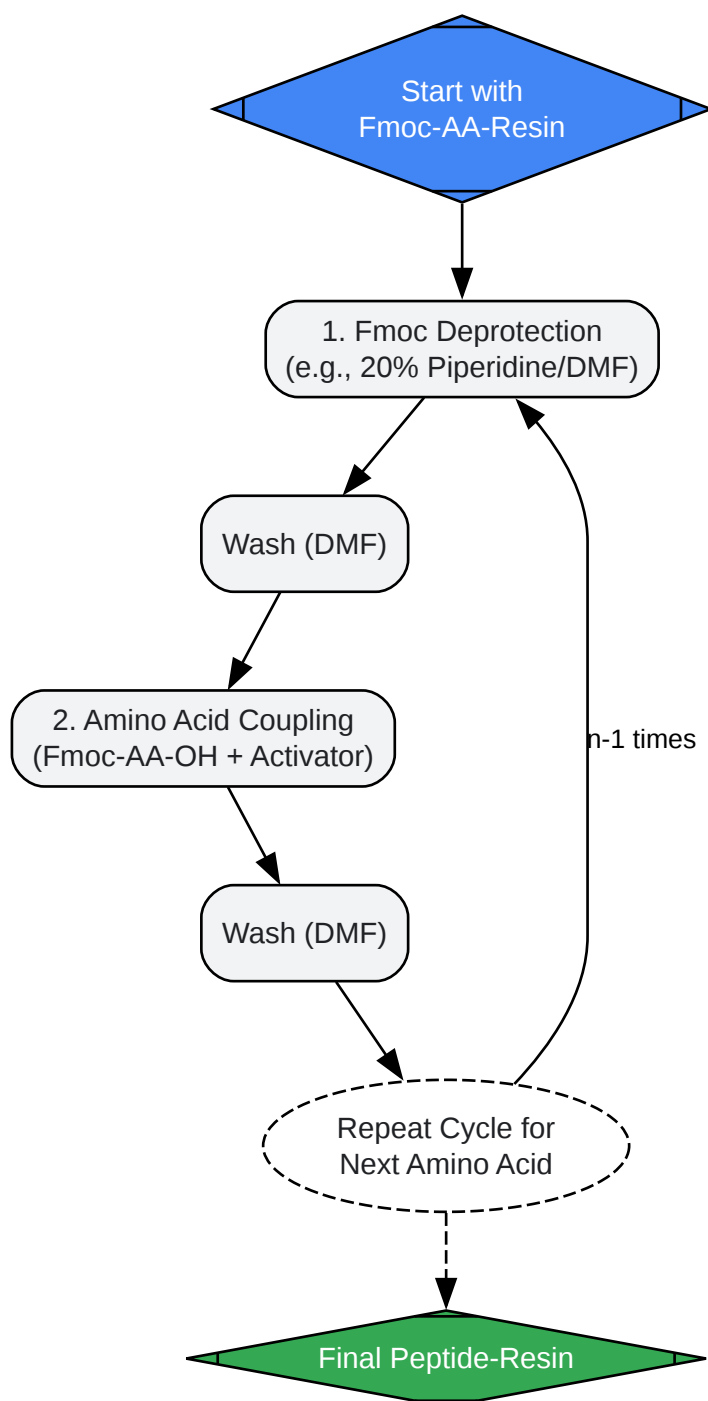 Start with
Fmoc-AA-Resin
1. Fmoc Deprotection
(e.g., 20% Piperidine/DMF)
Wash (DMF)
2. Amino Acid Coupling
(Fmoc-AA-OH + Activator)
n-1 times
Wash (DMF)
Repeat Cycle for
Next Amino Acid
Final Peptide-Resin